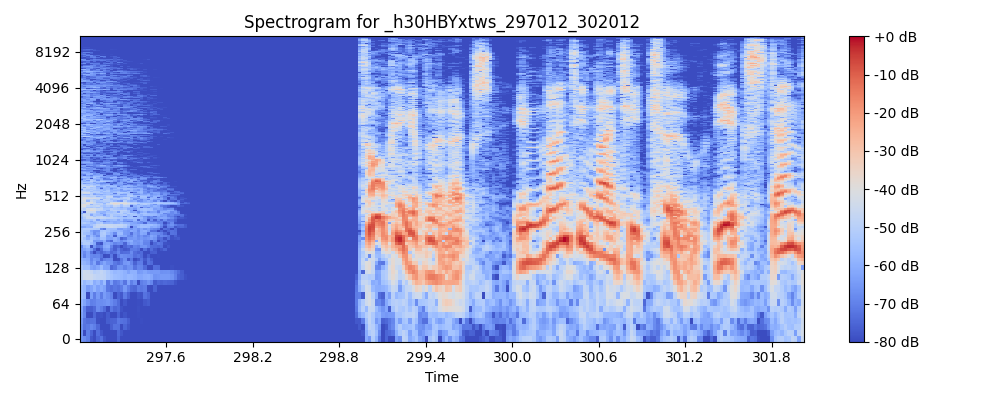 Spectrogram for _h30HBYxtws_297012_302012
Hz
8192
4096
2048
1024
512
256
128
64
0
297.6 298.2 298.8 299.4 300.0 300.6 301.2 301.8
Time
+0 dB
-10 dB
-20 dB
-30 dB
-40 dB
-50 dB
-60 dB
-70 dB
-80 dB